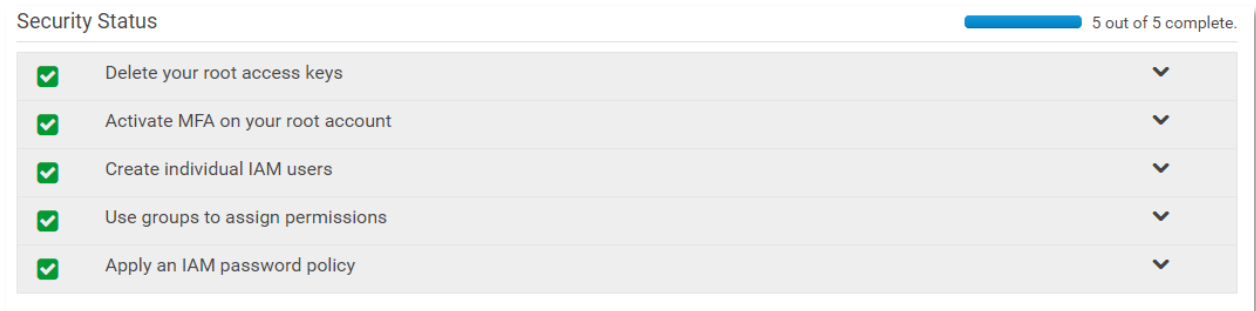 Security Status
5 out of 5 complete.
Delete your root access keys
Activate MFA on your root account
Create individual IAM users
Use groups to assign permissions
Apply an IAM password policy